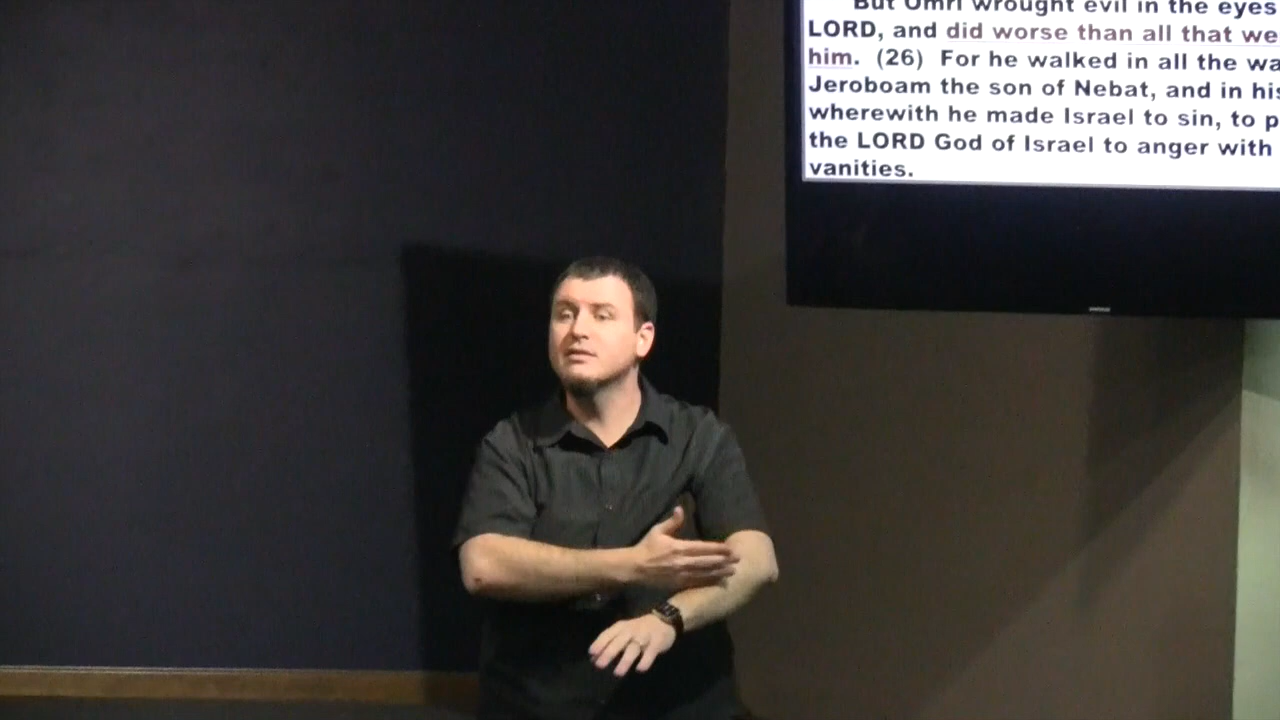 But Omri wrought evil in the eyes
LORD, and did worse than all that we
him. (26) For he walked in all the wa
Jeroboam the son of Nebat, and in his
wherewith he made Israel to sin, to p
the LORD God of Israel to anger with
vanities.